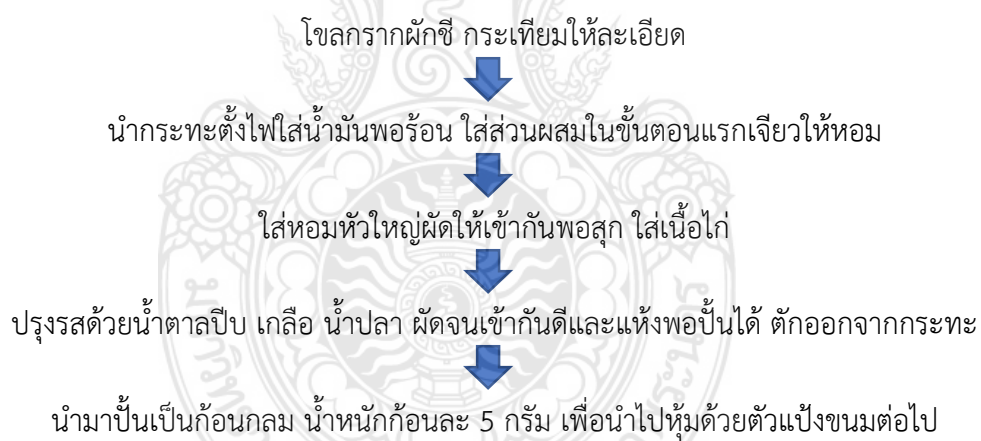 โขลกรากผักชี กระเทียมให้ละเอียด
นำกระทะตั้งไฟใส่น้ำมันพอร้อน ใส่ส่วนผสมในขั้นตอนแรกเจียวให้หอม
ใส่หอมหัวใหญ่ผัดให้เข้ากันพอสุก ใส่เนื้อไก่
ปรุงรสด้วยน้ำตาลปีบ เกลือ น้ำปลา ผัดจนเข้ากันดีและแห้งพอปั้นได้ ตักออกจากกระทะ
นำมาปั้นเป็นก้อนกลม น้ำหนักก้อนละ 5 กรัม เพื่อนำไปหุ้มด้วยตัวแป้งขนมต่อไป